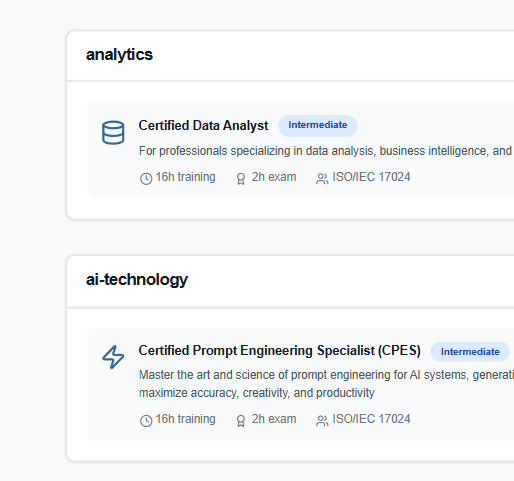 analytics
Certified Data Analyst Intermediate
For professionals specializing in data analysis, business intelligence, and
16h training 2h exam ISO/IEC 17024
ai-technology
Certified Prompt Engineering Specialist (CPES) Intermediate
Master the art and science of prompt engineering for AI systems, generati
maximize accuracy, creativity, and productivity
16h training 2h exam ISO/IEC 17024